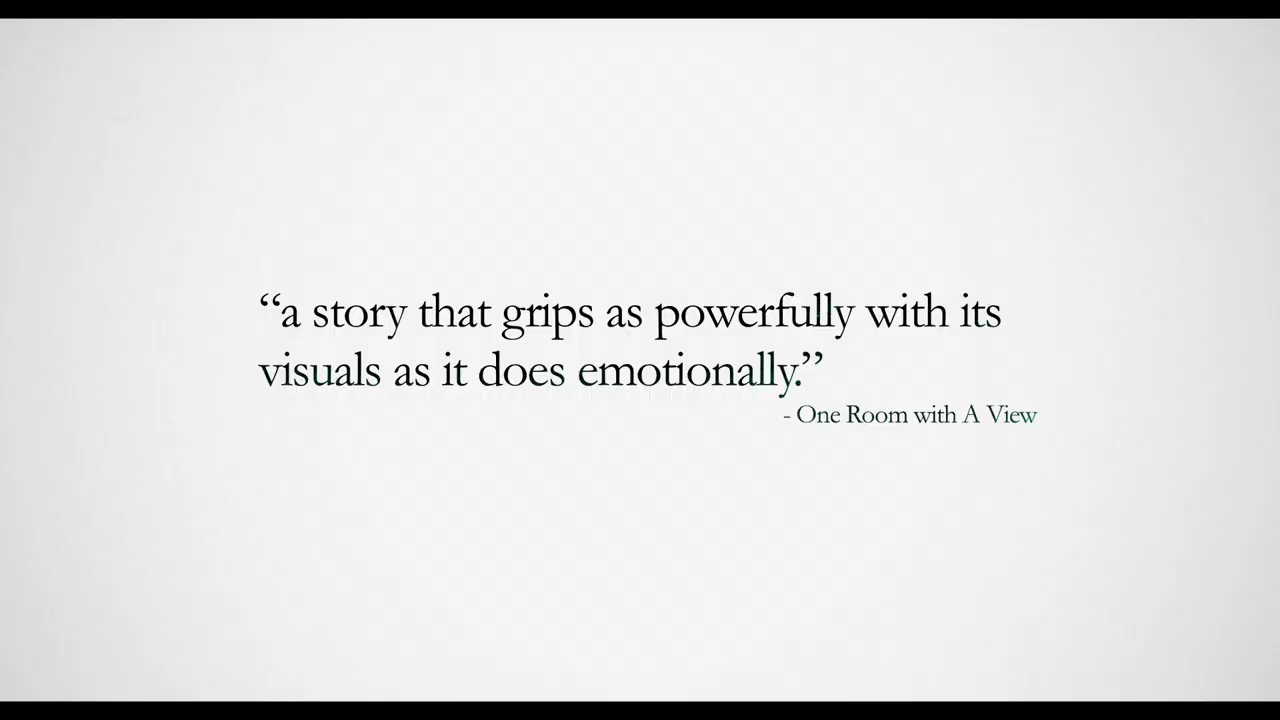 “a story that grips as powerfully with its
visuals as it does emotionally.”
- One Room with A View